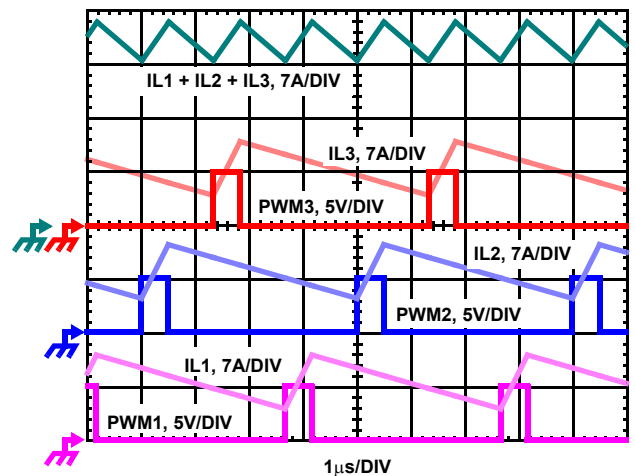 IL1 + IL2 + IL3, 7A/DIV
IL3, 7A/DIV
PWM3, 5V/DIV
IL2, 7A/DIV
PWM2, 5V/DIV
IL1, 7A/DIV
PWM1, 5V/DIV
1μs/DIV